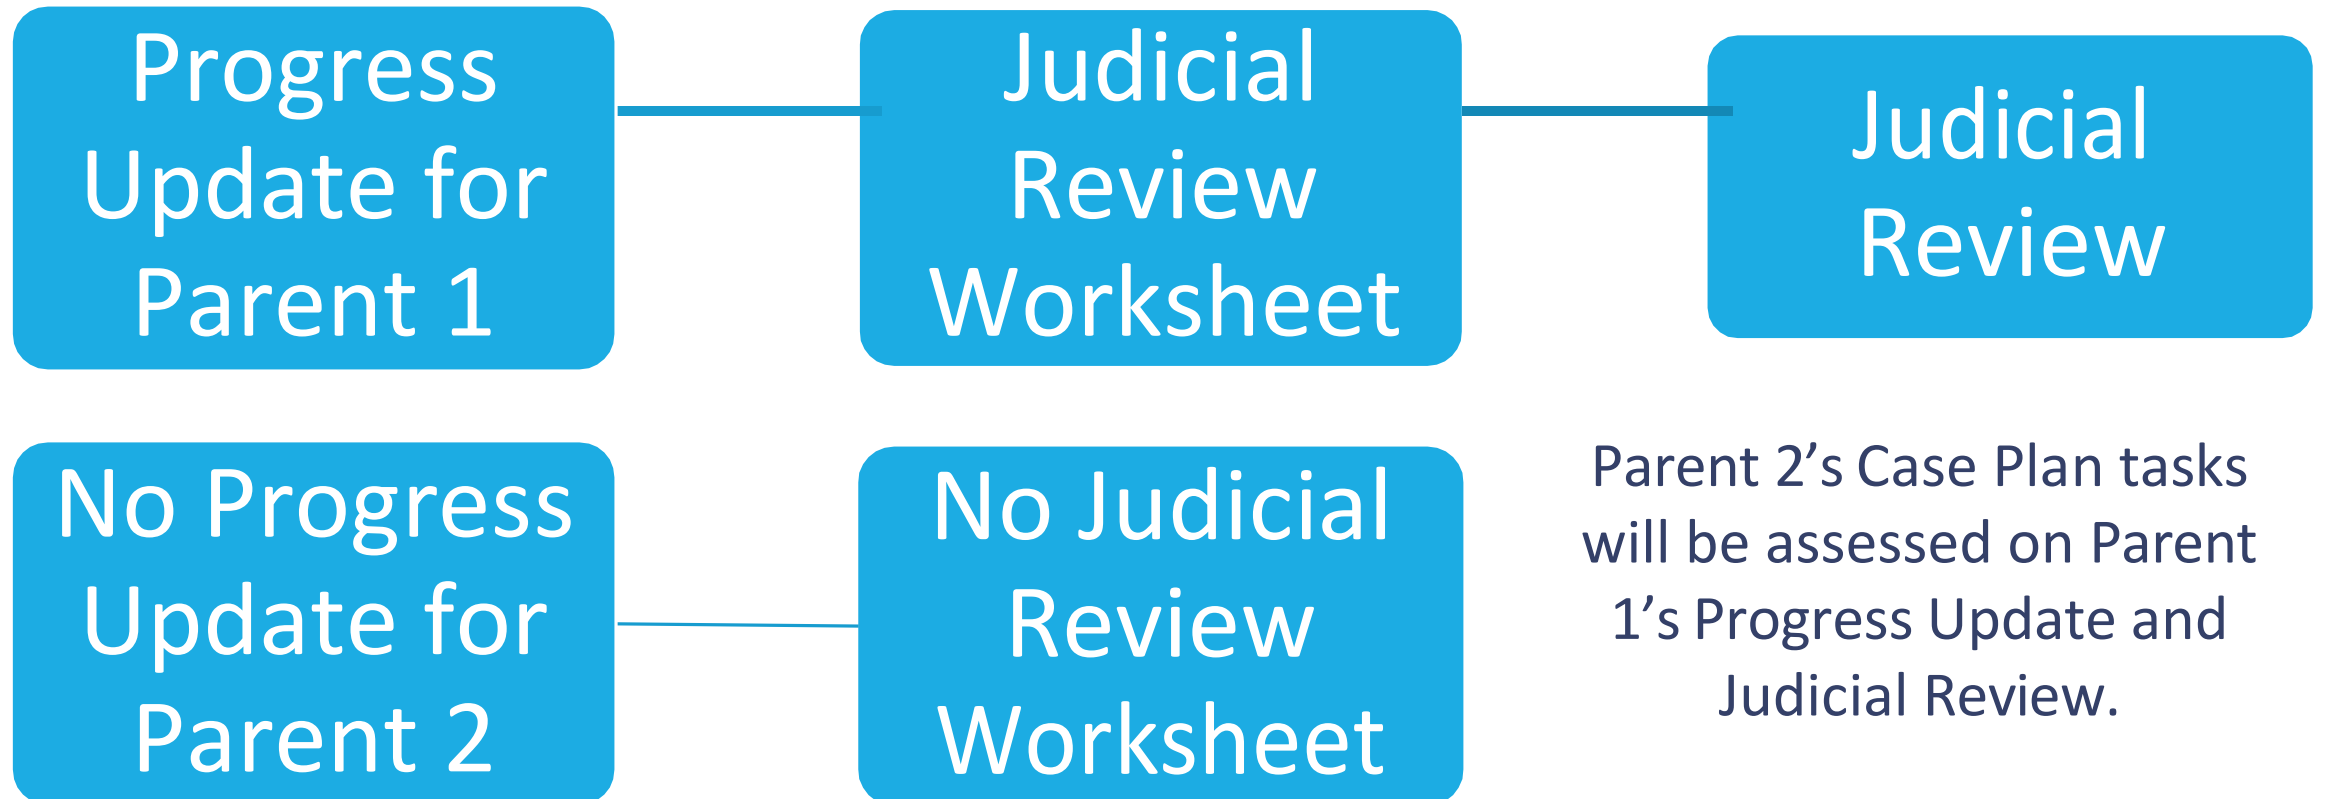 Progress
Update for
Parent 1
Judicial
Review
Worksheet
Judicial
Review
No Progress
Update for
Parent 2
No Judicial
Review
Worksheet
Parent 2’s Case Plan tasks
will be assessed on Parent
1’s Progress Update and
Judicial Review.